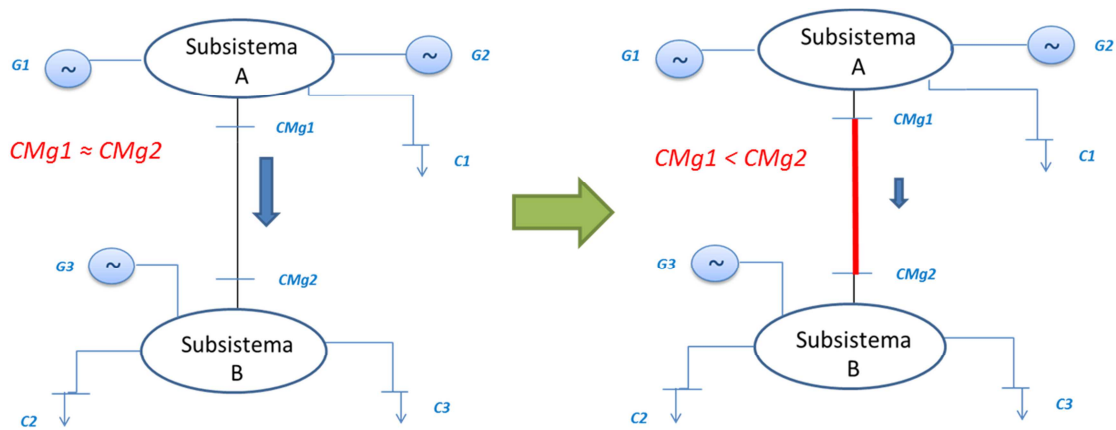 Subsistema
A
G1
~
~
G2
CMg1
CMg1 ≈ CMg2
C1
G3
~
CMg2
Subsistema
B
C2
C3
Subsistema
A
G1
~
~
G2
CMg1
CMg1 < CMg2
C1
G3
~
CMg2
Subsistema
B
C2
C3